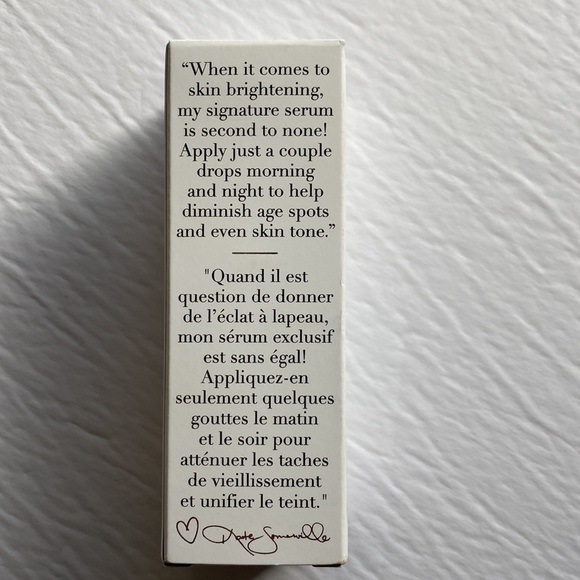 “When it comes to
skin brightening,
my signature serum
is second to none!
Apply just a couple
drops morning
and night to help
diminish age spots
and even skin tone.”
"Quand il est
question de donner
de l’éclat à lapeau,
mon sérum exclusif
est sans égal!
Appliquez-en
seulement quelques
gouttes le matin
et le soir pour
atténuer les taches
de vieillissement
et unifier le teint."
Kate Somerville